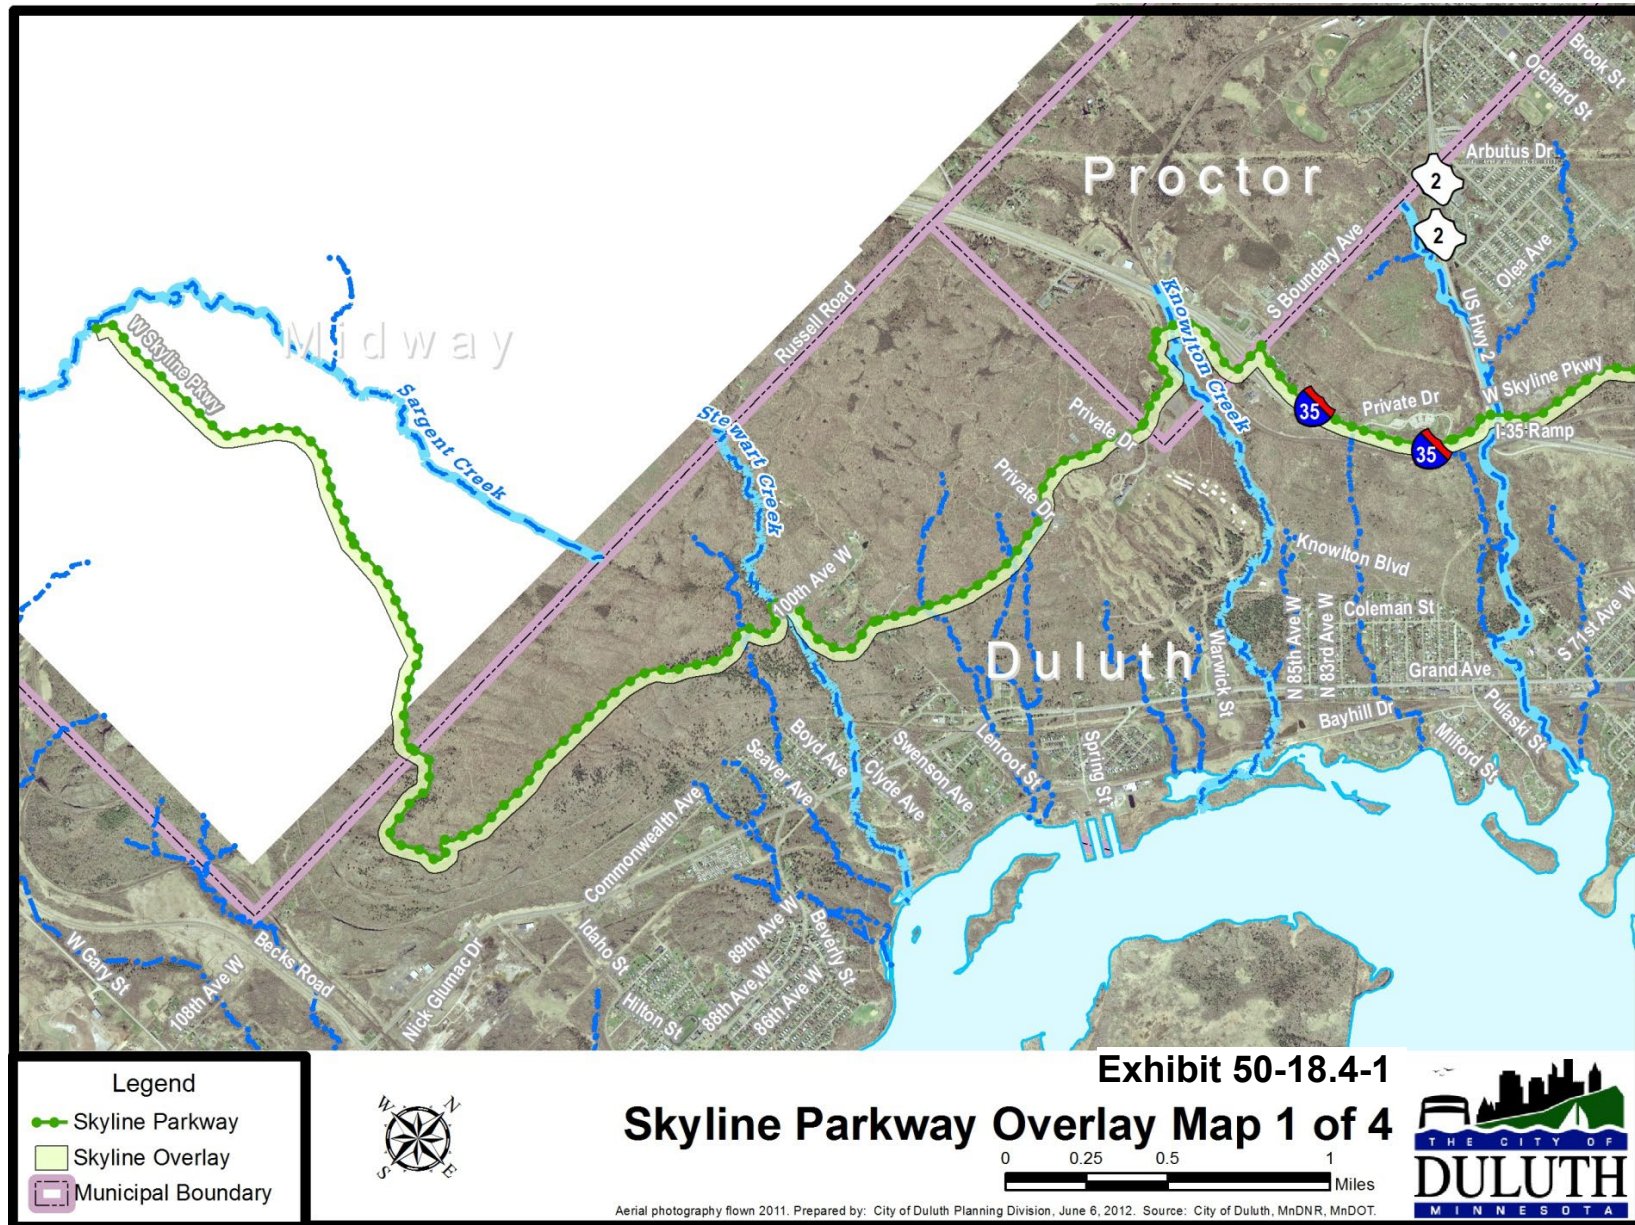 Brook St
Orchard St
Arbutus Dr
Proctor
2
2
Olea Ave
S Boundary Ave
US Hwy 2
Knowlton Creek
Russell Road
Midway
W Skyline Pkwy
Sargent Creek
Stewart Creek
Private Dr
Private Dr
35
Private Dr
W Skyline Pkwy
I-35 Ramp
35
100th Ave W
Knowlton Blvd
Coleman St
N 85th Ave W
N 83rd Ave W
S 71st Ave W
Duluth
Warwick St
Grand Ave
Bayhill Dr
Pulaski St
Milford St
Boyd Ave
Seaver Ave
Clyde Ave
Swenson Ave
Lenroot St
Spring St
Commonwealth Ave
Idaho St
89th Ave W
Beverly St
88th Ave W
86th Ave W
Hilton St
Nick Glumac Dr
Becks Road
108th Ave W
W Gary St
Legend
Skyline Parkway
Skyline Overlay
Municipal Boundary
W N
S E
Exhibit 50-18.4-1
Skyline Parkway Overlay Map 1 of 4
0 0.25 0.5 1
Miles
Aerial photography flown 2011. Prepared by: City of Duluth Planning Division, June 6, 2012. Source: City of Duluth, MnDNR, MnDOT.
THE CITY OF
DULUTH
MINNESOTA